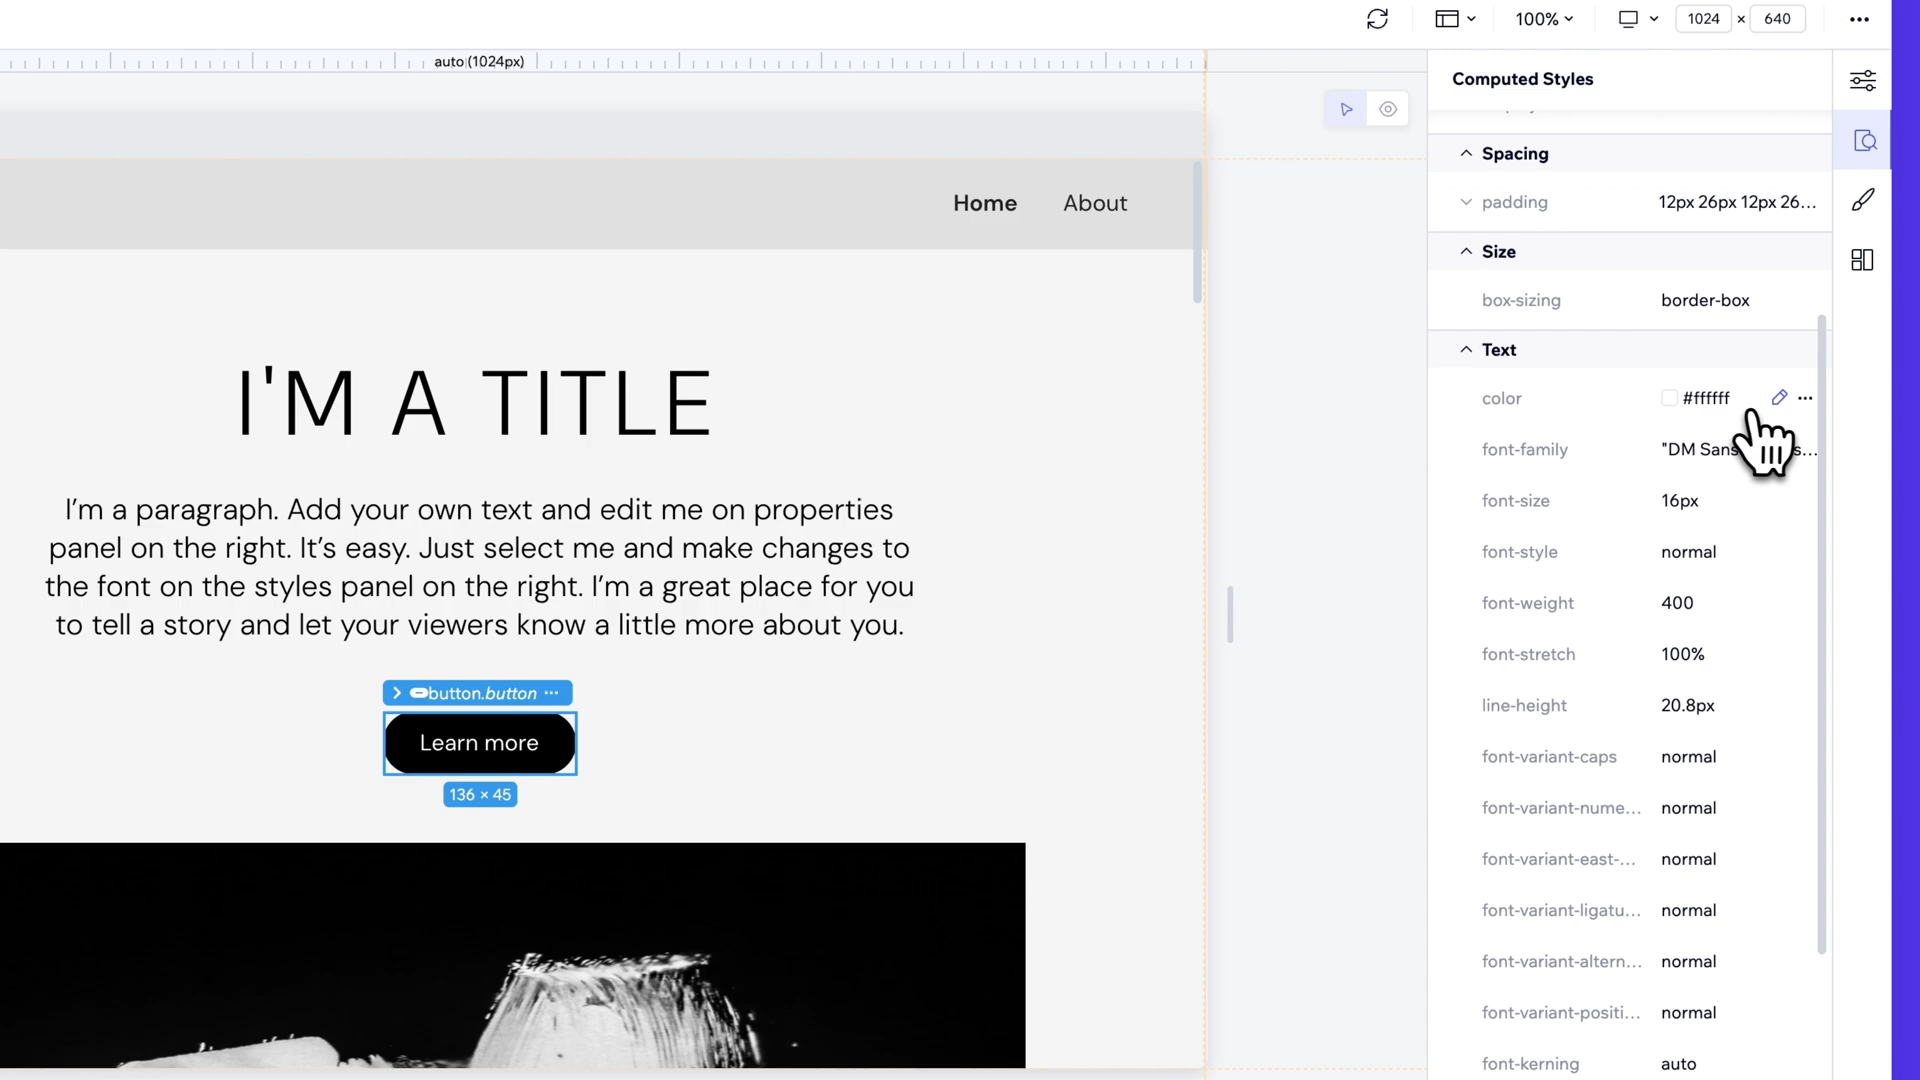 100%
1024 × 640
auto (1024px)
Computed Styles
Spacing
padding 12px 26px 12px 26...
Home About
Size
box-sizing border-box
Text
color #ffffff
font-family "DM Sans
font-size 16px
font-style normal
font-weight 400
font-stretch 100%
line-height 20.8px
font-variant-caps normal
font-variant-nume... normal
font-variant-east-... normal
font-variant-ligatu... normal
font-variant-altern... normal
font-variant-positi... normal
font-kerning auto
I'M A TITLE
I’m a paragraph. Add your own text and edit me on properties
panel on the right. It’s easy. Just select me and make changes to
the font on the styles panel on the right. I’m a great place for you
to tell a story and let your viewers know a little more about you.
button.button
Learn more
136 × 45